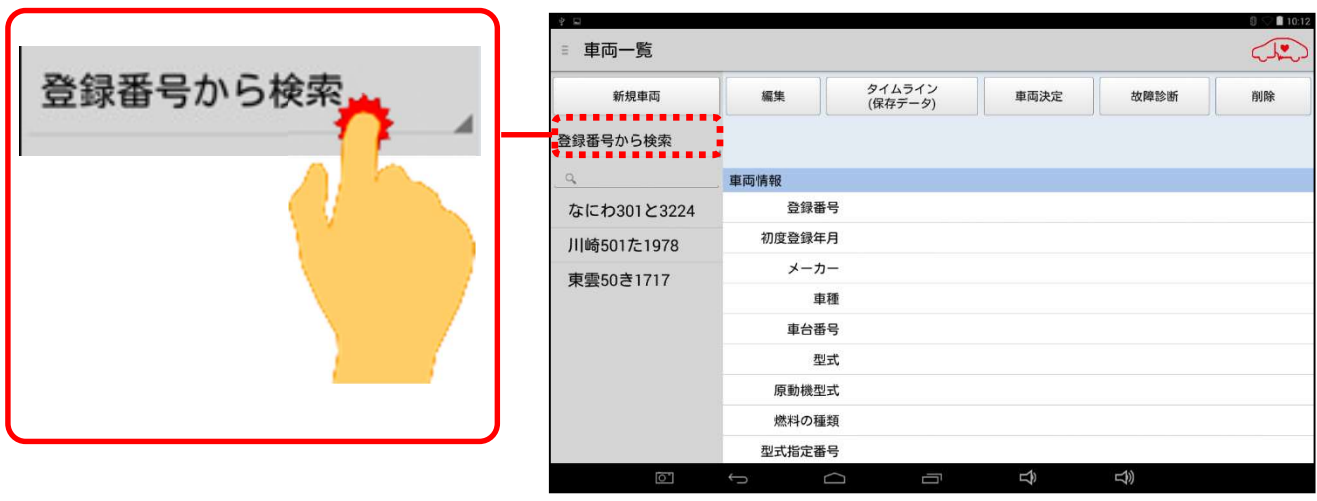 登録番号から検索
10:12
車両一覧
新規車両
編集
タイムライン
(保存データ)
車両決定
故障診断
削除
登録番号から検索
車両情報
なにわ301と3224
川崎501た1978
東雲50き1717
登録番号
初度登録年月
メーカー
車種
車台番号
型式
原動機型式
燃料の種類
型式指定番号